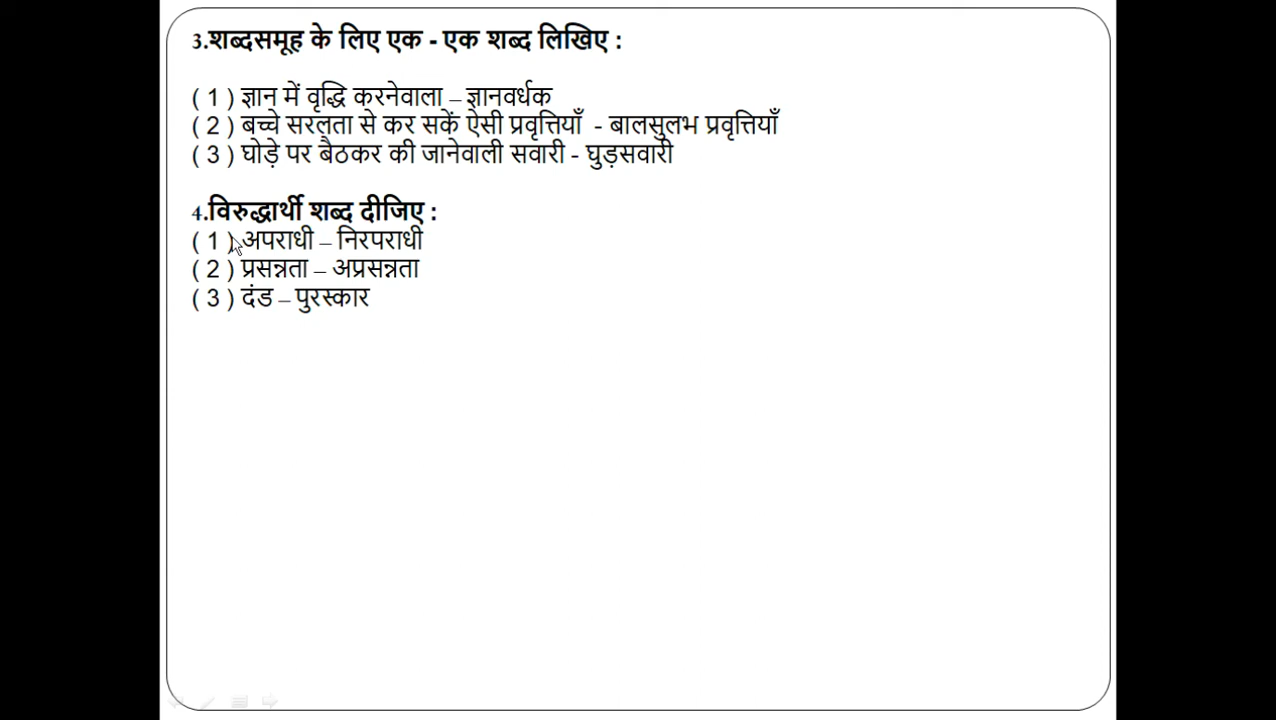 3.शब्दसमूह के लिए एक - एक शब्द लिखिए :
( 1 ) ज्ञान में वृद्धि करनेवाला – ज्ञानवर्धक
( 2 ) बच्चे सरलता से कर सकें ऐसी प्रवृत्तियाँ - बालसुलभ प्रवृत्तियाँ
( 3 ) घोड़े पर बैठकर की जानेवाली सवारी - घुड़सवारी
4.विरुद्धार्थी शब्द दीजिए :
( 1 ) अपराधी – निरपराधी
( 2 ) प्रसन्नता – अप्रसन्नता
( 3 ) दंड – पुरस्कार